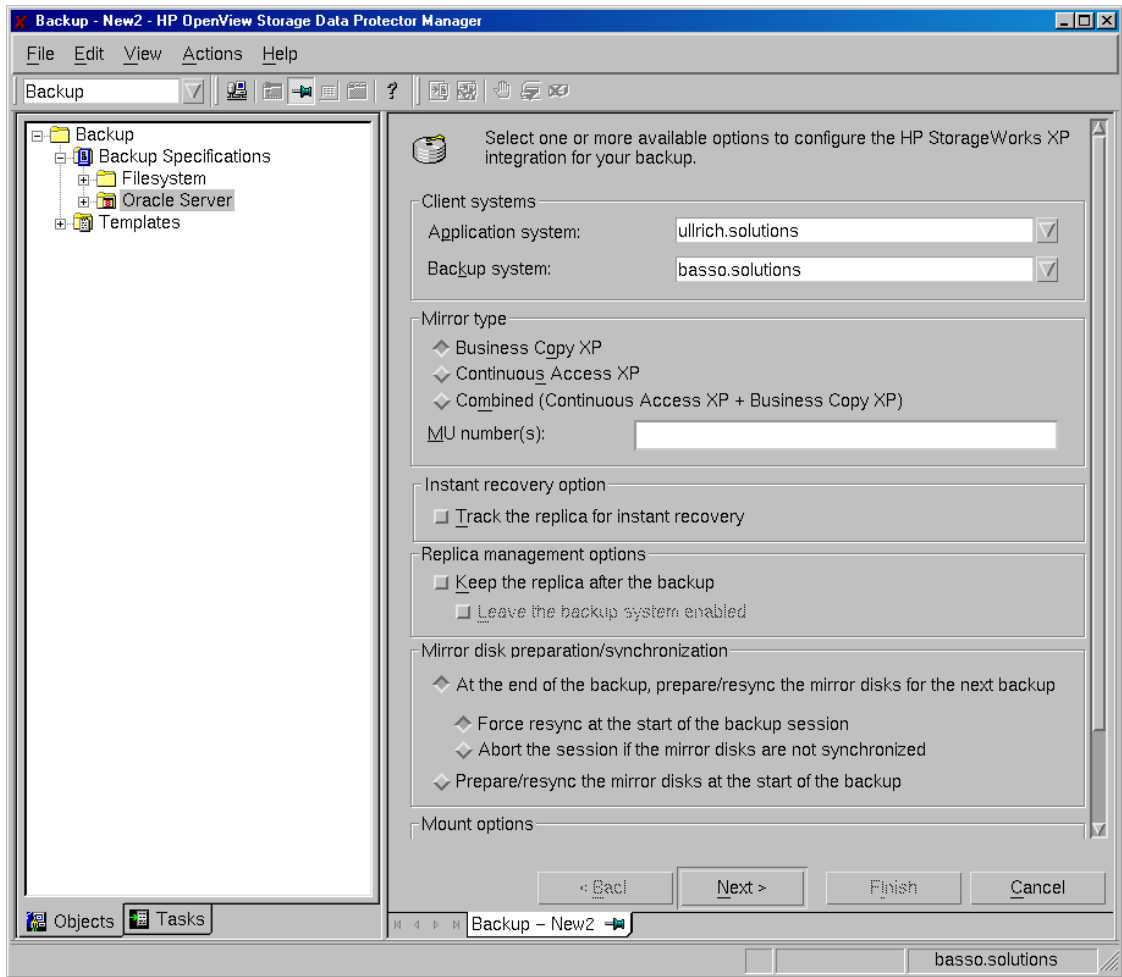 Backup - New2 - HP OpenView Storage Data Protector Manager
File Edit View Actions Help
Backup
?
Backup
Backup Specifications
Filesystem
Oracle Server
Templates
Objects
Tasks
Select one or more available options to configure the HP StorageWorks XP
integration for your backup.
Client systems
Application system: ullrich.solutions
Backup system: basso.solutions
Mirror type
Business Copy XP
Continuous Access XP
Combined (Continuous Access XP + Business Copy XP)
MU number(s):
Instant recovery option
Track the replica for instant recovery
Replica management options
Keep the replica after the backup
Leave the backup system enabled
Mirror disk preparation/synchronization
At the end of the backup, prepare/resync the mirror disks for the next backup
Force resync at the start of the backup session
Abort the session if the mirror disks are not synchronized
Prepare/resync the mirror disks at the start of the backup
Mount options
< Bacl Next > Finish Cancel
Backup – New2
basso.solutions